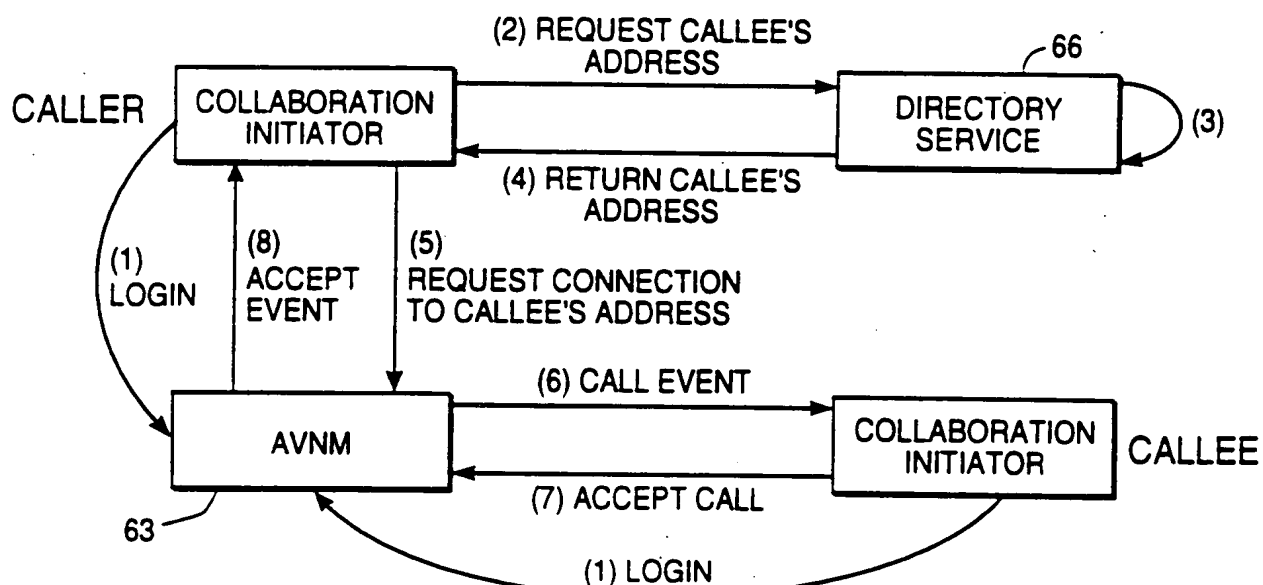 (2) REQUEST CALLEE'S
ADDRESS
66
CALLER
COLLABORATION
INITIATOR
DIRECTORY
SERVICE
(3)
(4) RETURN CALLEE'S
ADDRESS
(1)
LOGIN
(8)
ACCEPT
EVENT
(5)
REQUEST CONNECTION
TO CALLEE'S ADDRESS
(6) CALL EVENT
AVNM
COLLABORATION
INITIATOR
CALLEE
(7) ACCEPT CALL
63
(1) LOGIN